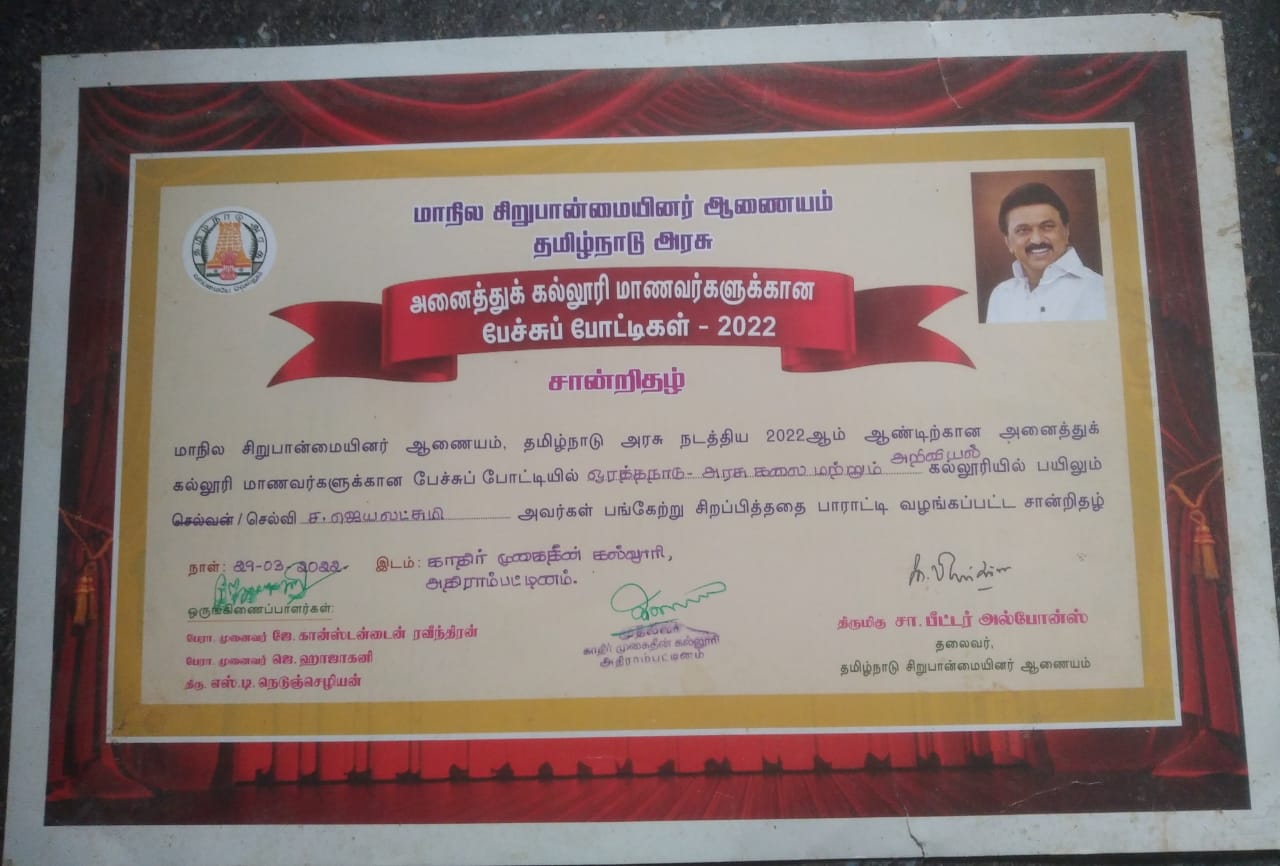 மாநில சிறுபான்மையினர் ஆணையம்
தமிழ்நாடு அரசு
தமிழ்நாடு அரசு
வாய்மையே வெல்லும்
அனைத்துக் கல்லூரி மாணவர்களுக்கான
பேச்சுப் போட்டிகள் - 2022
சான்றிதழ்
மாநில சிறுபான்மையினர் ஆணையம், தமிழ்நாடு அரசு நடத்திய 2022ஆம் ஆண்டிற்கான அனைத்துக்
கல்லூரி மாணவர்களுக்கான பேச்சுப் போட்டியில் ஒரத்தநாடு- அரசு கலை மற்றும் அறிவியல் கல்லூரியில் பயிலும்
செல்வன் / செல்வி ச. ஜெயலட்சுமி அவர்கள் பங்கேற்று சிறப்பித்ததை பாராட்டி வழங்கப்பட்ட சான்றிதழ்
நாள்: 29-03-2022 இடம்: காதிர் முகைதீன் கல்லூரி,
அதிராம்பட்டினம்.
ஒருங்கிணைப்பாளர்கள்:
பேரா. முனைவர் ஜே. கான்ஸ்டன்டைன் ரவீந்திரன்
பேரா. முனைவர் ஜெ. ஹாஜாகனி
திரு. எஸ்.டி. நெடுஞ்செழியன்
முதல்வர்
காதிர் முகைதீன் கல்லூரி
அதிராம்பட்டினம்
திருமிகு சா. பீட்டர் அல்போன்ஸ்
தலைவர்,
தமிழ்நாடு சிறுபான்மையினர் ஆணையம்